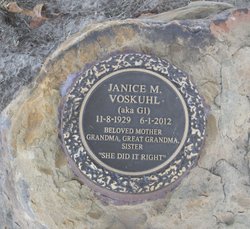 JANICE M.
VOSKUHL
(aka GI)
11-8-1929 6-1-2012
BELOVED MOTHER
GRANDMA, GREAT GRANDMA,
SISTER
"SHE DID IT RIGHT"